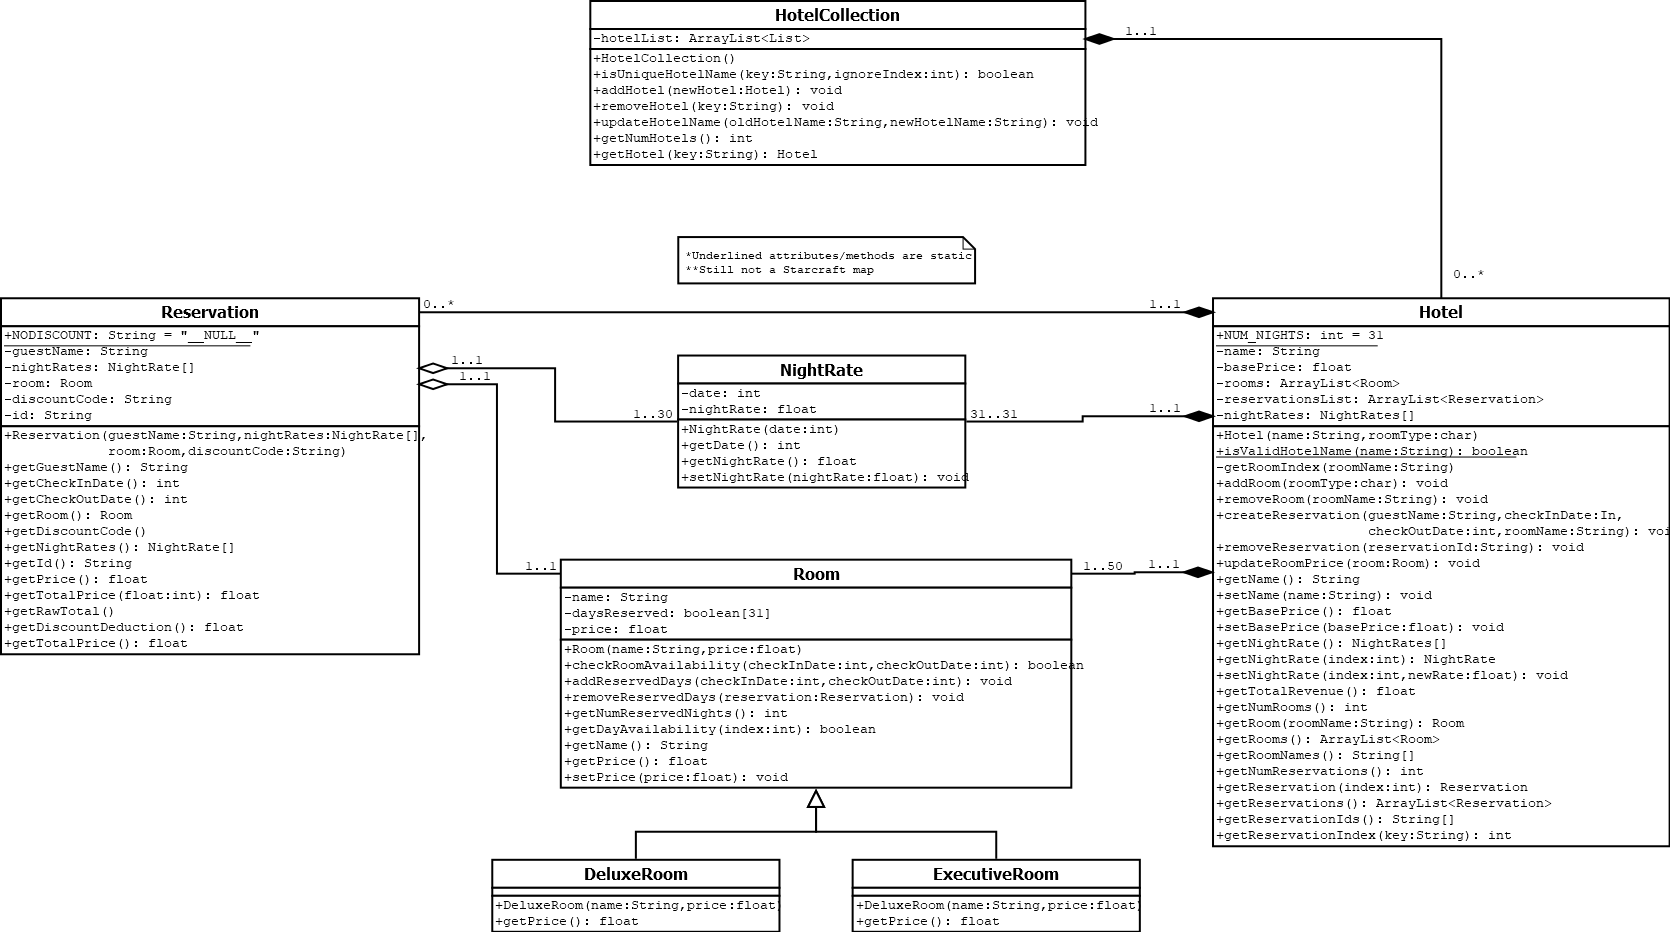 HotelCollection
-hotelList: ArrayList<List>
+HotelCollection()
+isUniqueHotelName(key:String,ignoreIndex:int): boolean
+addHotel(newHotel:Hotel): void
+removeHotel(key:String): void
+updateHotelName(oldHotelName:String,newHotelName:String): void
+getNumHotels(): int
+getHotel(key:String): Hotel
1..1
0..*
*Underlined attributes/methods are static
**Still not a Starcraft map
Reservation
+NODISCOUNT: String = "__NULL__"
-guestName: String
-nightRates: NightRate[]
-room: Room
-discountCode: String
-id: String
+Reservation(guestName:String,nightRates:NightRate[],
room:Room,discountCode:String)
+getGuestName(): String
+getCheckInDate(): int
+getCheckOutDate(): int
+getRoom(): Room
+getDiscountCode()
+getNightRates(): NightRate[]
+getId(): String
+getPrice(): float
+getTotalPrice(float:int): float
+getRawTotal()
+getDiscountDeduction(): float
+getTotalPrice(): float
0..*
1..1
1..1
1..1
1..30
31..31
1..1
1..1
1..50
1..1
NightRate
-date: int
-nightRate: float
+NightRate(date:int)
+getDate(): int
+getNightRate(): float
+setNightRate(nightRate:float): void
Room
-name: String
-daysReserved: boolean[31]
-price: float
+Room(name:String,price:float)
+checkRoomAvailability(checkInDate:int,checkOutDate:int): boolean
+addReservedDays(checkInDate:int,checkOutDate:int): void
+removeReservedDays(reservation:Reservation): void
+getNumReservedNights(): int
+getDayAvailability(index:int): boolean
+getName(): String
+getPrice(): float
+setPrice(price:float): void
Hotel
+NUM_NIGHTS: int = 31
-name: String
-basePrice: float
-rooms: ArrayList<Room>
-reservationsList: ArrayList<Reservation>
-nightRates: NightRates[]
+Hotel(name:String,roomType:char)
+isValidHotelName(name:String): boolean
-getRoomIndex(roomName:String)
+addRoom(roomType:char): void
+removeRoom(roomName:String): void
+createReservation(guestName:String,checkInDate:In,
checkOutDate:int,roomName:String): voi
+removeReservation(reservationId:String): void
+updateRoomPrice(room:Room): void
+getName(): String
+setName(name:String): void
+getBasePrice(): float
+setBasePrice(basePrice:float): void
+getNightRate(): NightRates[]
+getNightRate(index:int): NightRate
+setNightRate(index:int,newRate:float): void
+getTotalRevenue(): float
+getNumRooms(): int
+getRoom(roomName:String): Room
+getRooms(): ArrayList<Room>
+getRoomNames(): String[]
+getNumReservations(): int
+getReservation(index:int): Reservation
+getReservations(): ArrayList<Reservation>
+getReservationIds(): String[]
+getReservationIndex(key:String): int
DeluxeRoom
+DeluxeRoom(name:String,price:float)
+getPrice(): float
ExecutiveRoom
+DeluxeRoom(name:String,price:float)
+getPrice(): float